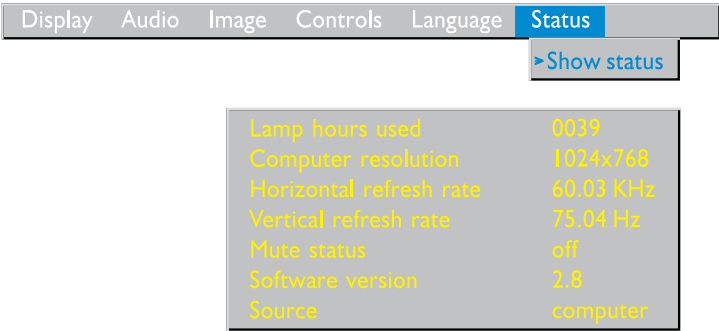 Display Audio Image Controls Language Status
➤Show status
Lamp hours used 0039
Computer resolution 1024x768
Horizontal refresh rate 60.03 KHz
Vertical refresh rate 75.04 Hz
Mute status off
Software version 2.8
Source computer